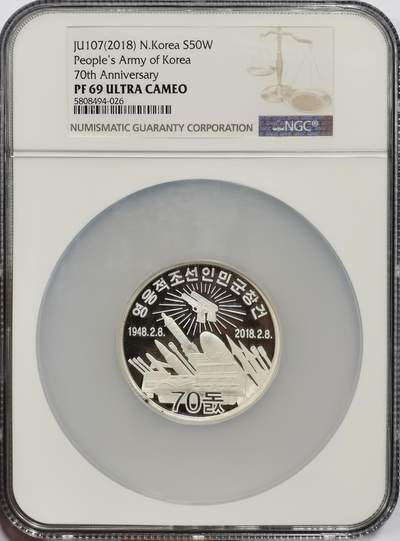 JU107(2018) N.Korea S50W
People's Army of Korea
70th Anniversary
PF 69 ULTRA CAMEO
5808494-026
NUMISMATIC GUARANTY CORPORATION
NGC®
영웅적조선인민군창건
1948.2.8. 2018.2.8.
70돐